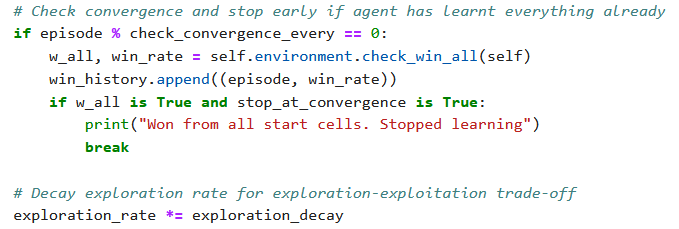 # Check convergence and stop early if agent has learnt everything already
if episode % check_convergence_every == 0:
    w_all, win_rate = self.environment.check_win_all(self)
    win_history.append((episode, win_rate))
    if w_all is True and stop_at_convergence is True:
        print("Won from all start cells. Stopped learning")
        break

# Decay exploration rate for exploration-exploitation trade-off
exploration_rate *= exploration_decay